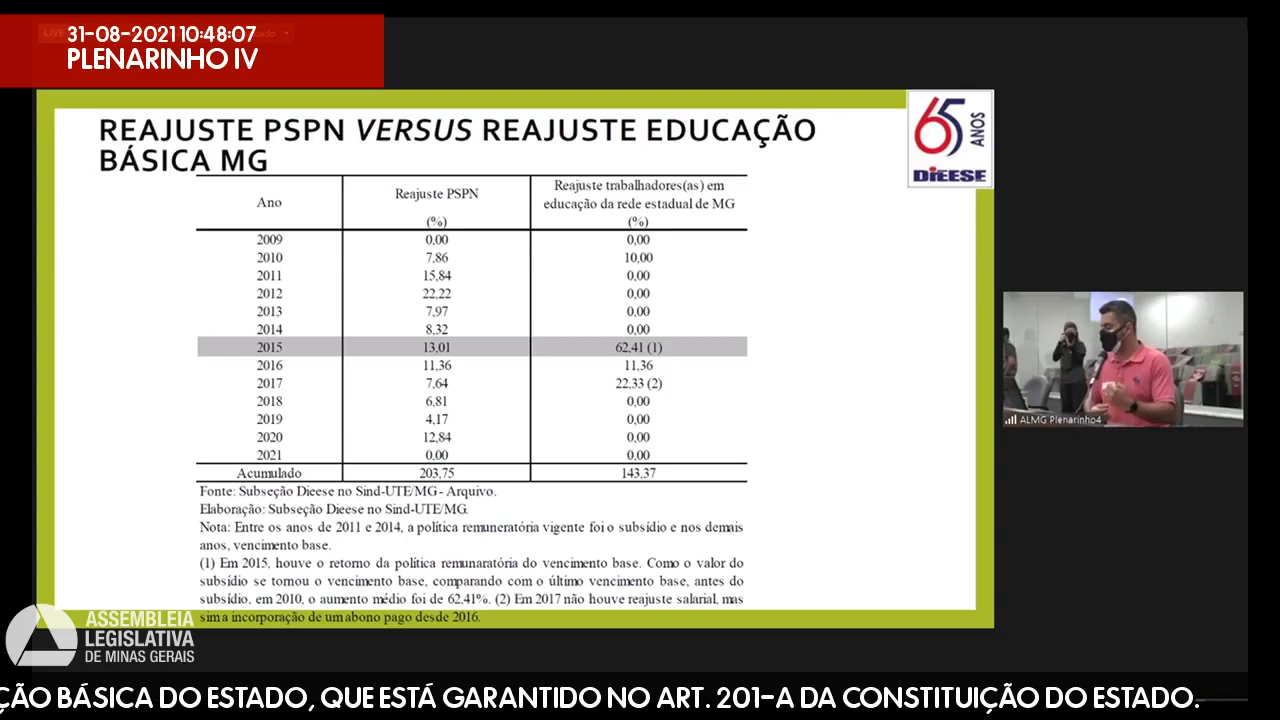 31-08-2021 10:48:07
PLENARINHO IV
REAJUSTE PSPN VERSUS REAJUSTE EDUCAÇÃO
BÁSICA MG
65 ANOS
DIEESE
Ano Reajuste PSPN (%) Reajuste trabalhadores(as) em educação da rede estadual de MG (%)
2009 0,00 0,00
2010 7,86 10,00
2011 15,84 0,00
2012 22,22 0,00
2013 7,97 0,00
2014 8,32 0,00
2015 13,01 62,41 (1)
2016 11,36 11,36
2017 7,64 22,33 (2)
2018 6,81 0,00
2019 4,17 0,00
2020 12,84 0,00
2021 0,00 0,00
Acumulado 203,75 143,37
Fonte: Subseção Dieese no Sind-UTE/MG - Arquivo.
Elaboração: Subseção Dieese no Sind-UTE/MG.
Nota: Entre os anos de 2011 e 2014, a política remuneratória vigente foi o subsídio e nos demais
anos, vencimento base.
(1) Em 2015, houve o retorno da política remunaratória do vencimento base. Como o valor do
subsídio se tornou o vencimento base, comparando com o último vencimento base, antes do
subsídio, em 2010, o aumento médio foi de 62,41%. (2) Em 2017 não houve reajuste salarial, mas
sim a incorporação de um abono pago desde 2016.
ALMG Plenarinho4
ASSEMBLEIA
LEGISLATIVA
DE MINAS GERAIS
ÇÃO BÁSICA DO ESTADO, QUE ESTÁ GARANTIDO NO ART. 201-A DA CONSTITUIÇÃO DO ESTADO.